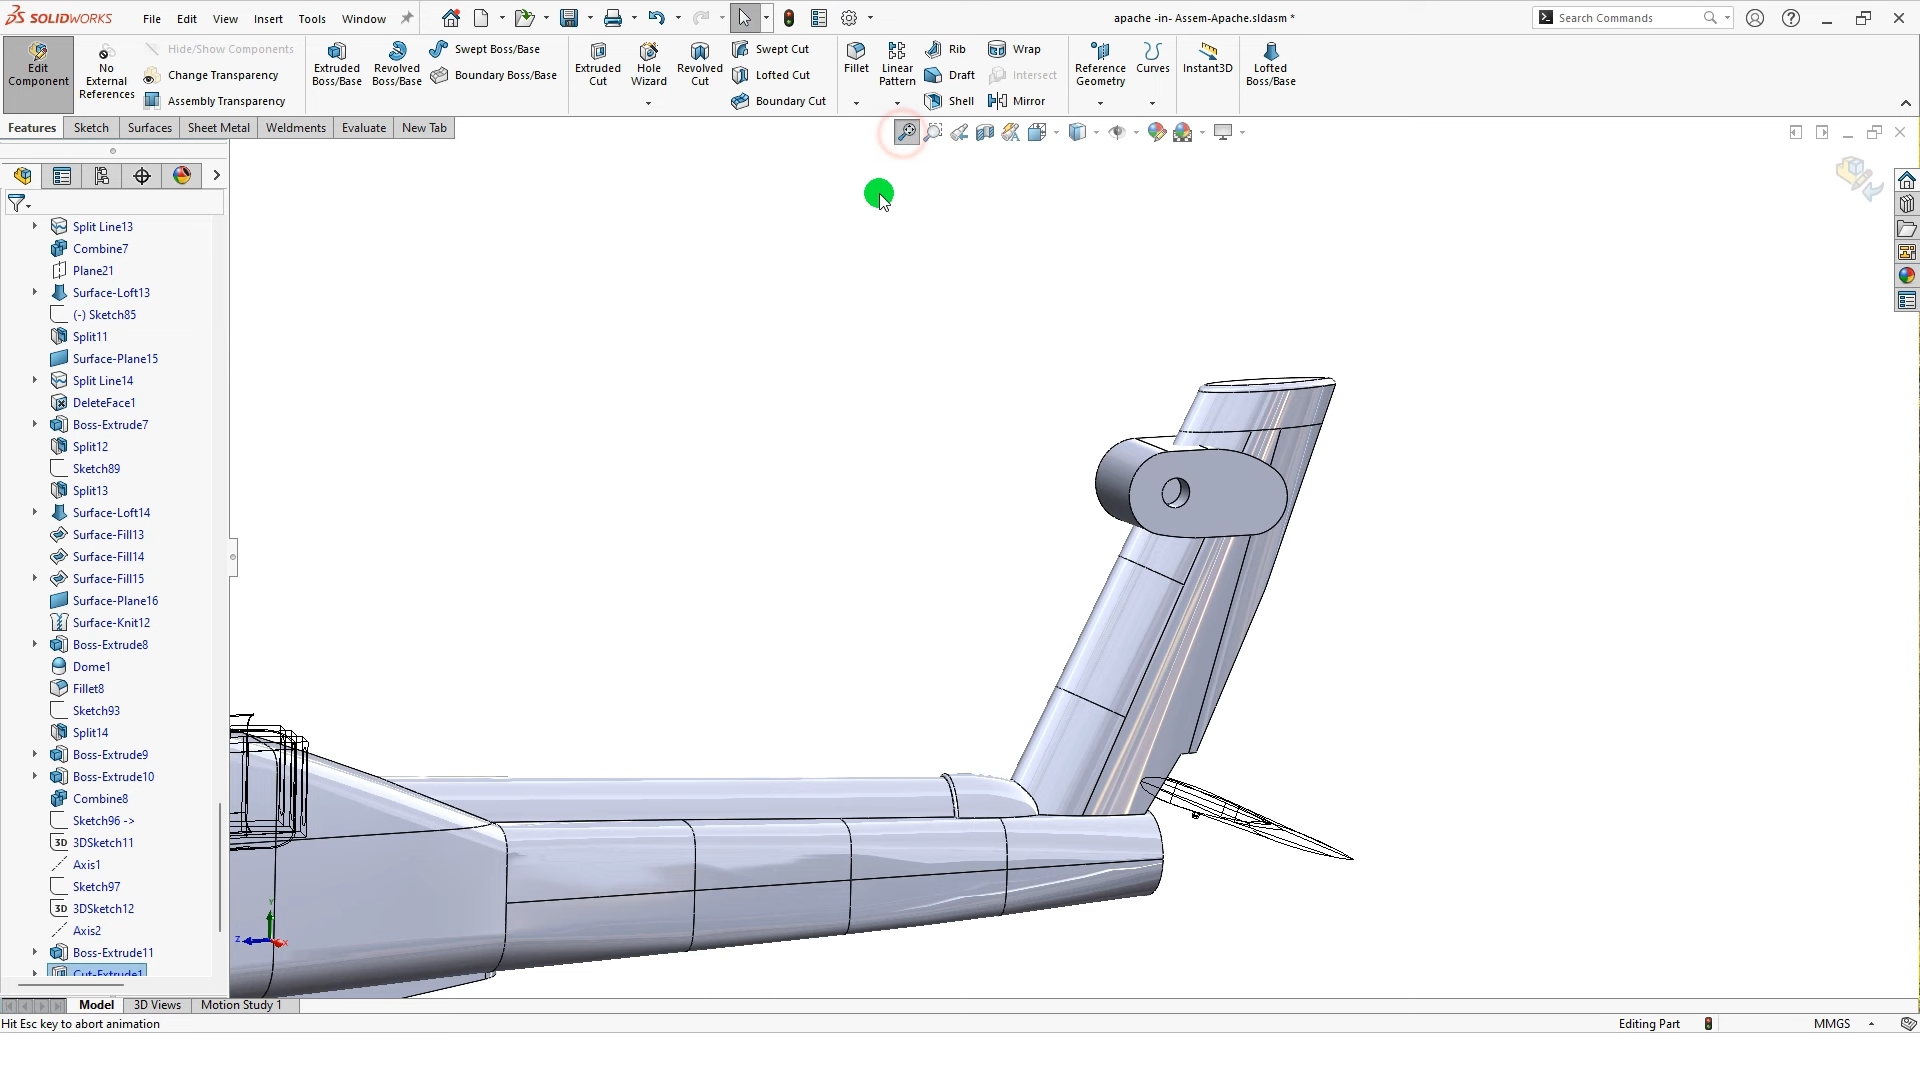 SOLIDWORKS
File
Edit
View
Insert
Tools
Window
apache -in- Assem-Apache.sldasm *
Search Commands
Edit
Component
No
External
References
Hide/Show Components
Change Transparency
Assembly Transparency
Extruded
Boss/Base
Revolved
Boss/Base
Swept Boss/Base
Boundary Boss/Base
Extruded
Cut
Hole
Wizard
Revolved
Cut
Swept Cut
Lofted Cut
Boundary Cut
Fillet
Linear
Pattern
Rib
Draft
Shell
Wrap
Intersect
Mirror
Reference
Geometry
Curves
Instant3D
Lofted
Boss/Base
Features
Sketch
Surfaces
Sheet Metal
Weldments
Evaluate
New Tab
Split Line13
Combine7
Plane21
Surface-Loft13
(-) Sketch85
Split11
Surface-Plane15
Split Line14
DeleteFace1
Boss-Extrude7
Split12
Sketch89
Split13
Surface-Loft14
Surface-Fill13
Surface-Fill14
Surface-Fill15
Surface-Plane16
Surface-Knit12
Boss-Extrude8
Dome1
Fillet8
Sketch93
Split14
Boss-Extrude9
Boss-Extrude10
Combine8
Sketch96 ->
3D 3DSketch11
Axis1
Sketch97
3D 3DSketch12
Axis2
Boss-Extrude11
Cut-Extrude1
Y
Z
X
Model
3D Views
Motion Study 1
Hit Esc key to abort animation
Editing Part
MMGS